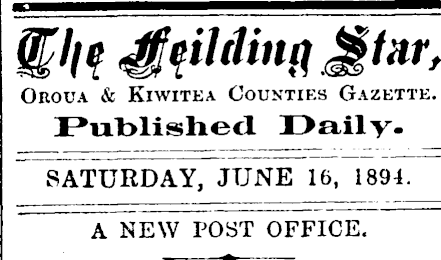 The Feilding Star,
OROUA & KIWITEA COUNTIES GAZETTE.
Published Daily.
SATURDAY, JUNE 16, 1894.
A NEW POST OFFICE.